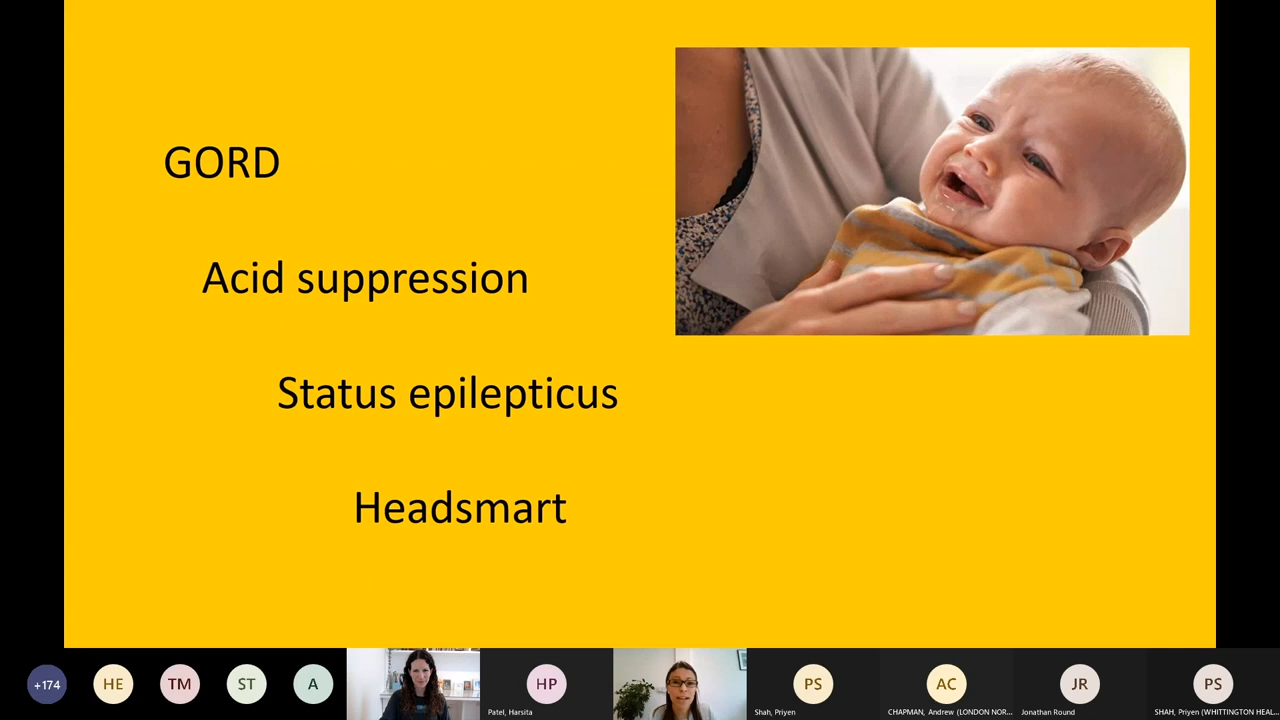 GORD
Acid suppression
Status epilepticus
Headsmart
+174
HE
TM
ST
A
HP
Patel, Harsita
PS
Shah, Priyen
AC
CHAPMAN, Andrew (LONDON NOR...
JR
Jonathan Round
PS
SHAH, Priyen (WHITTINGTON HEAL...